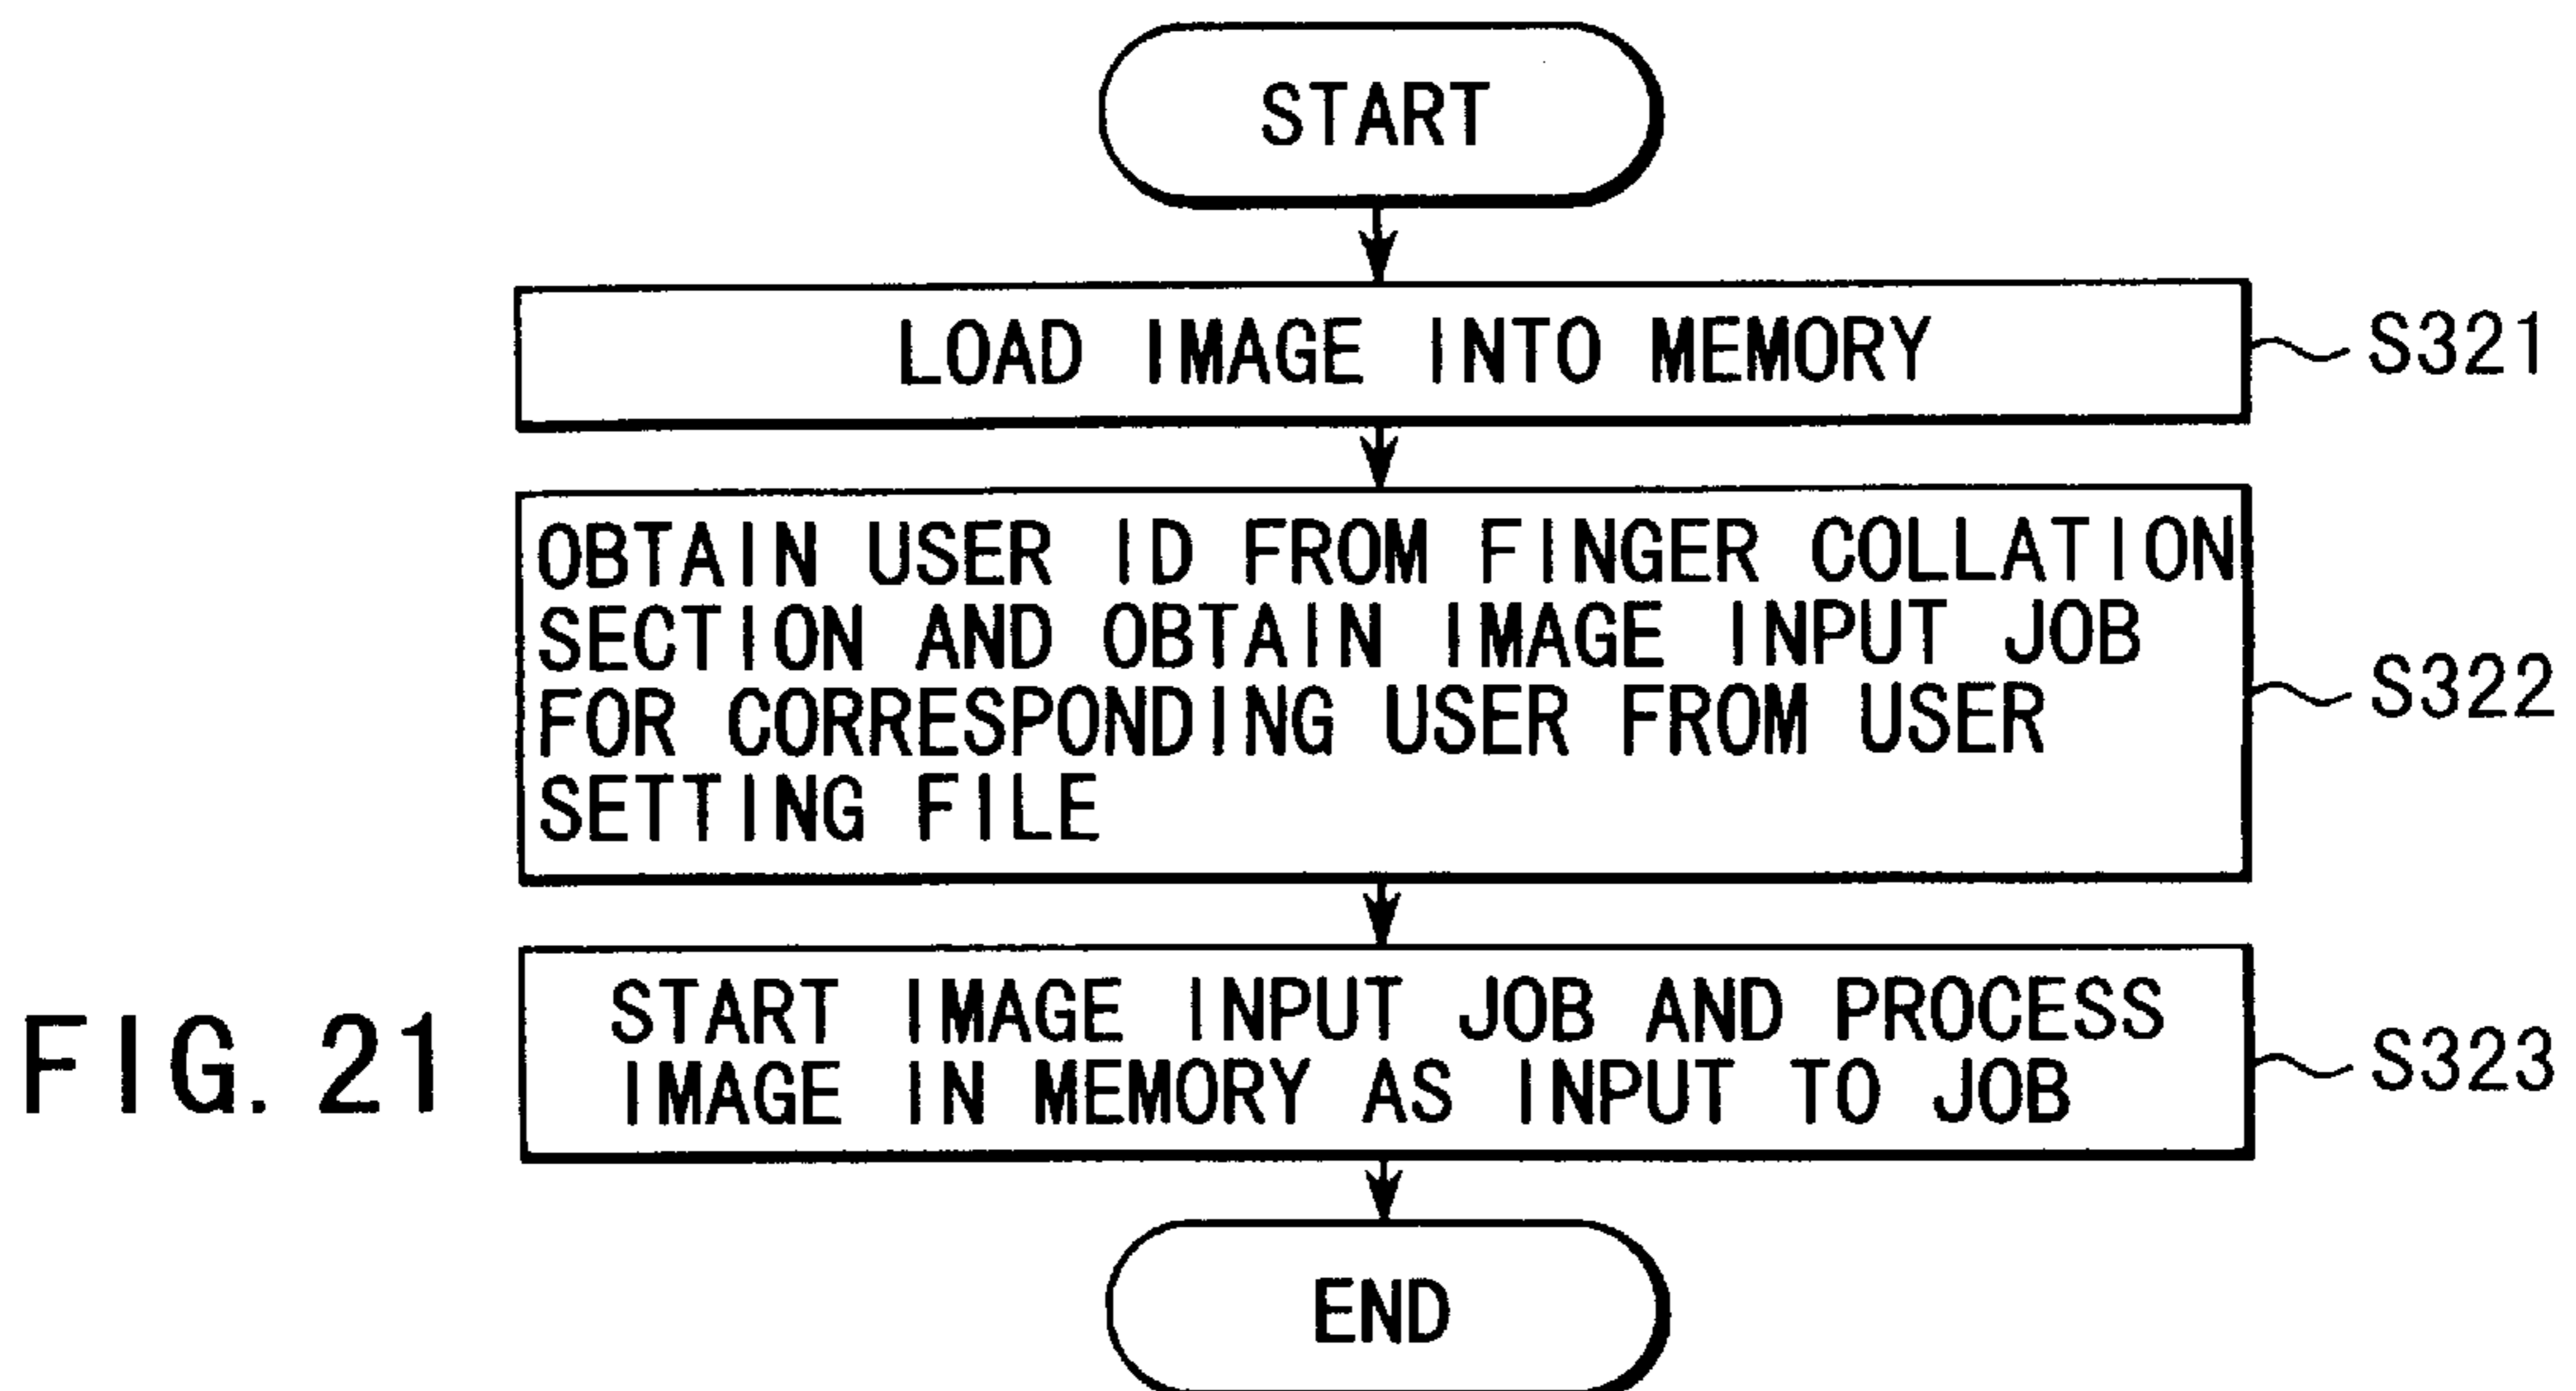 START
LOAD IMAGE INTO MEMORY
S321
OBTAIN USER ID FROM FINGER COLLATION
SECTION AND OBTAIN IMAGE INPUT JOB
FOR CORRESPONDING USER FROM USER
SETTING FILE
S322
START IMAGE INPUT JOB AND PROCESS
IMAGE IN MEMORY AS INPUT TO JOB
S323
FIG. 21
END